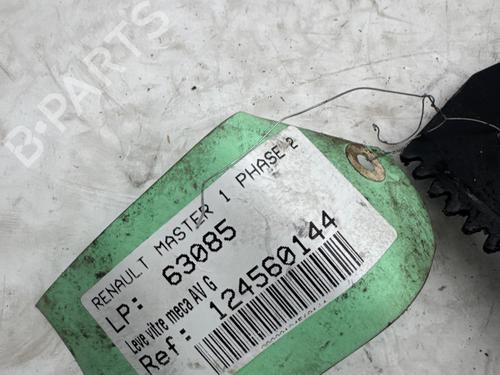 B-PARTS
RENAULT MASTER 1 PHASE 2
LP: 63085
Leve vitre meca AV G
Ref: 124560144